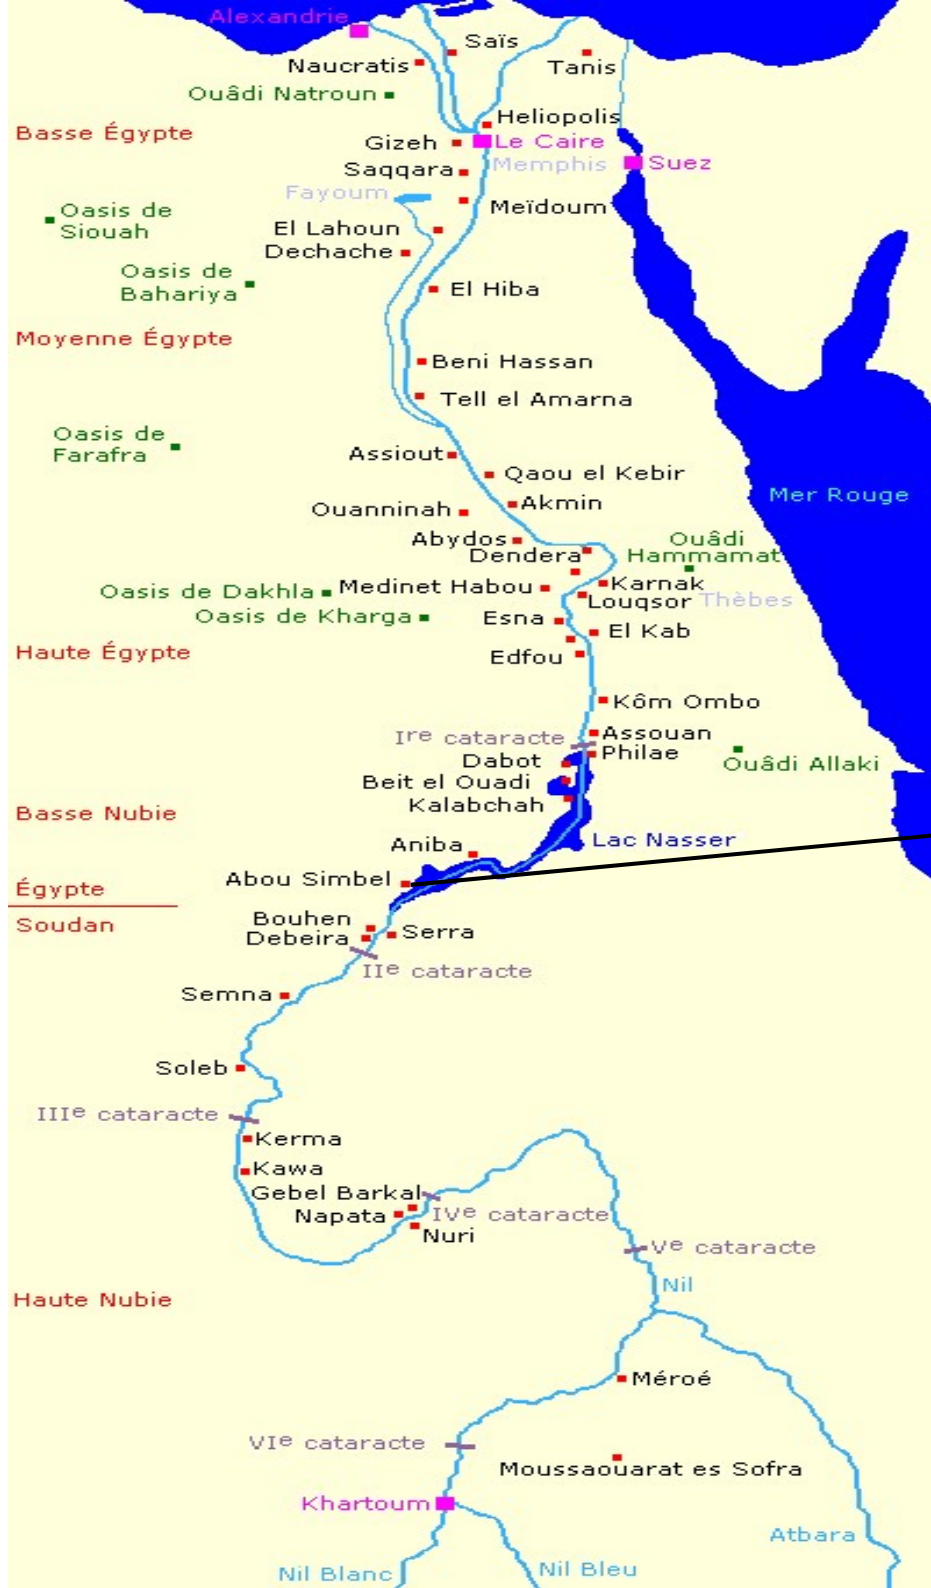 Alexandrie
Saïs
Naucratis
Tanis
Ouâdi Natroun
Heliopolis
Basse Égypte
Gizeh
Le Caire
Saqqara
Memphis
Suez
Fayoum
Meïdoum
Oasis de
Siouah
El Lahoun
Dechache
Oasis de
Bahariya
El Hiba
Moyenne Égypte
Beni Hassan
Tell el Amarna
Oasis de
Farafra
Assiout
Qaou el Kebir
Mer Rouge
Akmin
Ouanninah
Abydos
Ouâdi
Hammamat
Dendera
Karnak
Medinet Habou
Oasis de Dakhla
Louqsor
Thèbes
Oasis de Kharga
Esna
El Kab
Haute Égypte
Edfou
Kôm Ombo
Assouan
Ire cataracte
Philae
Dabot
Ouâdi Allaki
Beit el Ouadi
Kalabchah
Basse Nubie
Lac Nasser
Aniba
Abou Simbel
Égypte
Soudan
Bouhen
Debeira
Serra
IIe cataracte
Semna
Soleb
IIIe cataracte
Kerma
Kawa
Gebel Barkal
Napata
IVe cataracte
Nuri
Ve cataracte
Nil
Haute Nubie
Méroé
VIe cataracte
Moussaouarat es Sofra
Khartoum
Atbara
Nil Blanc
Nil Bleu